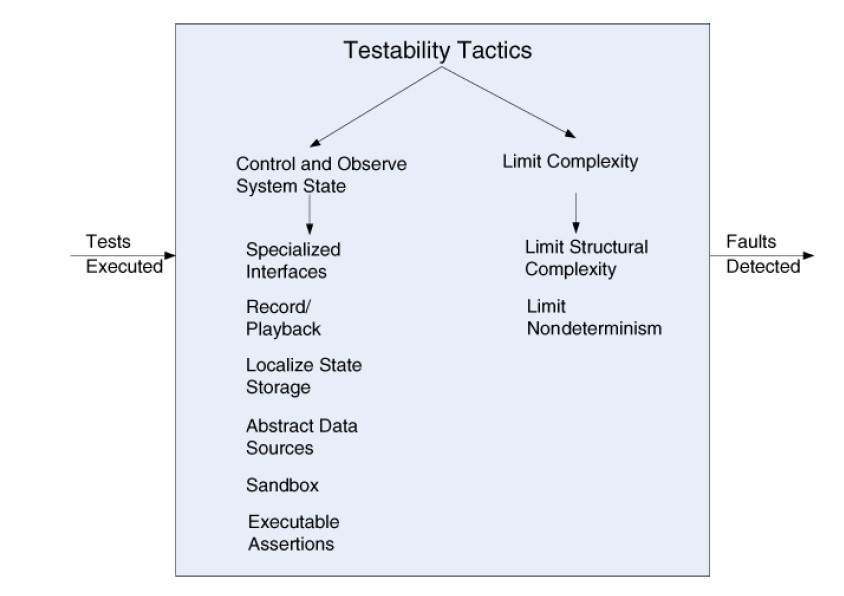 Testability Tactics
Control and Observe
System State
Limit Complexity
Tests
Executed
Specialized
Interfaces
Record/
Playback
Localize State
Storage
Abstract Data
Sources
Sandbox
Executable
Assertions
Limit Structural
Complexity
Limit
Nondeterminism
Faults
Detected